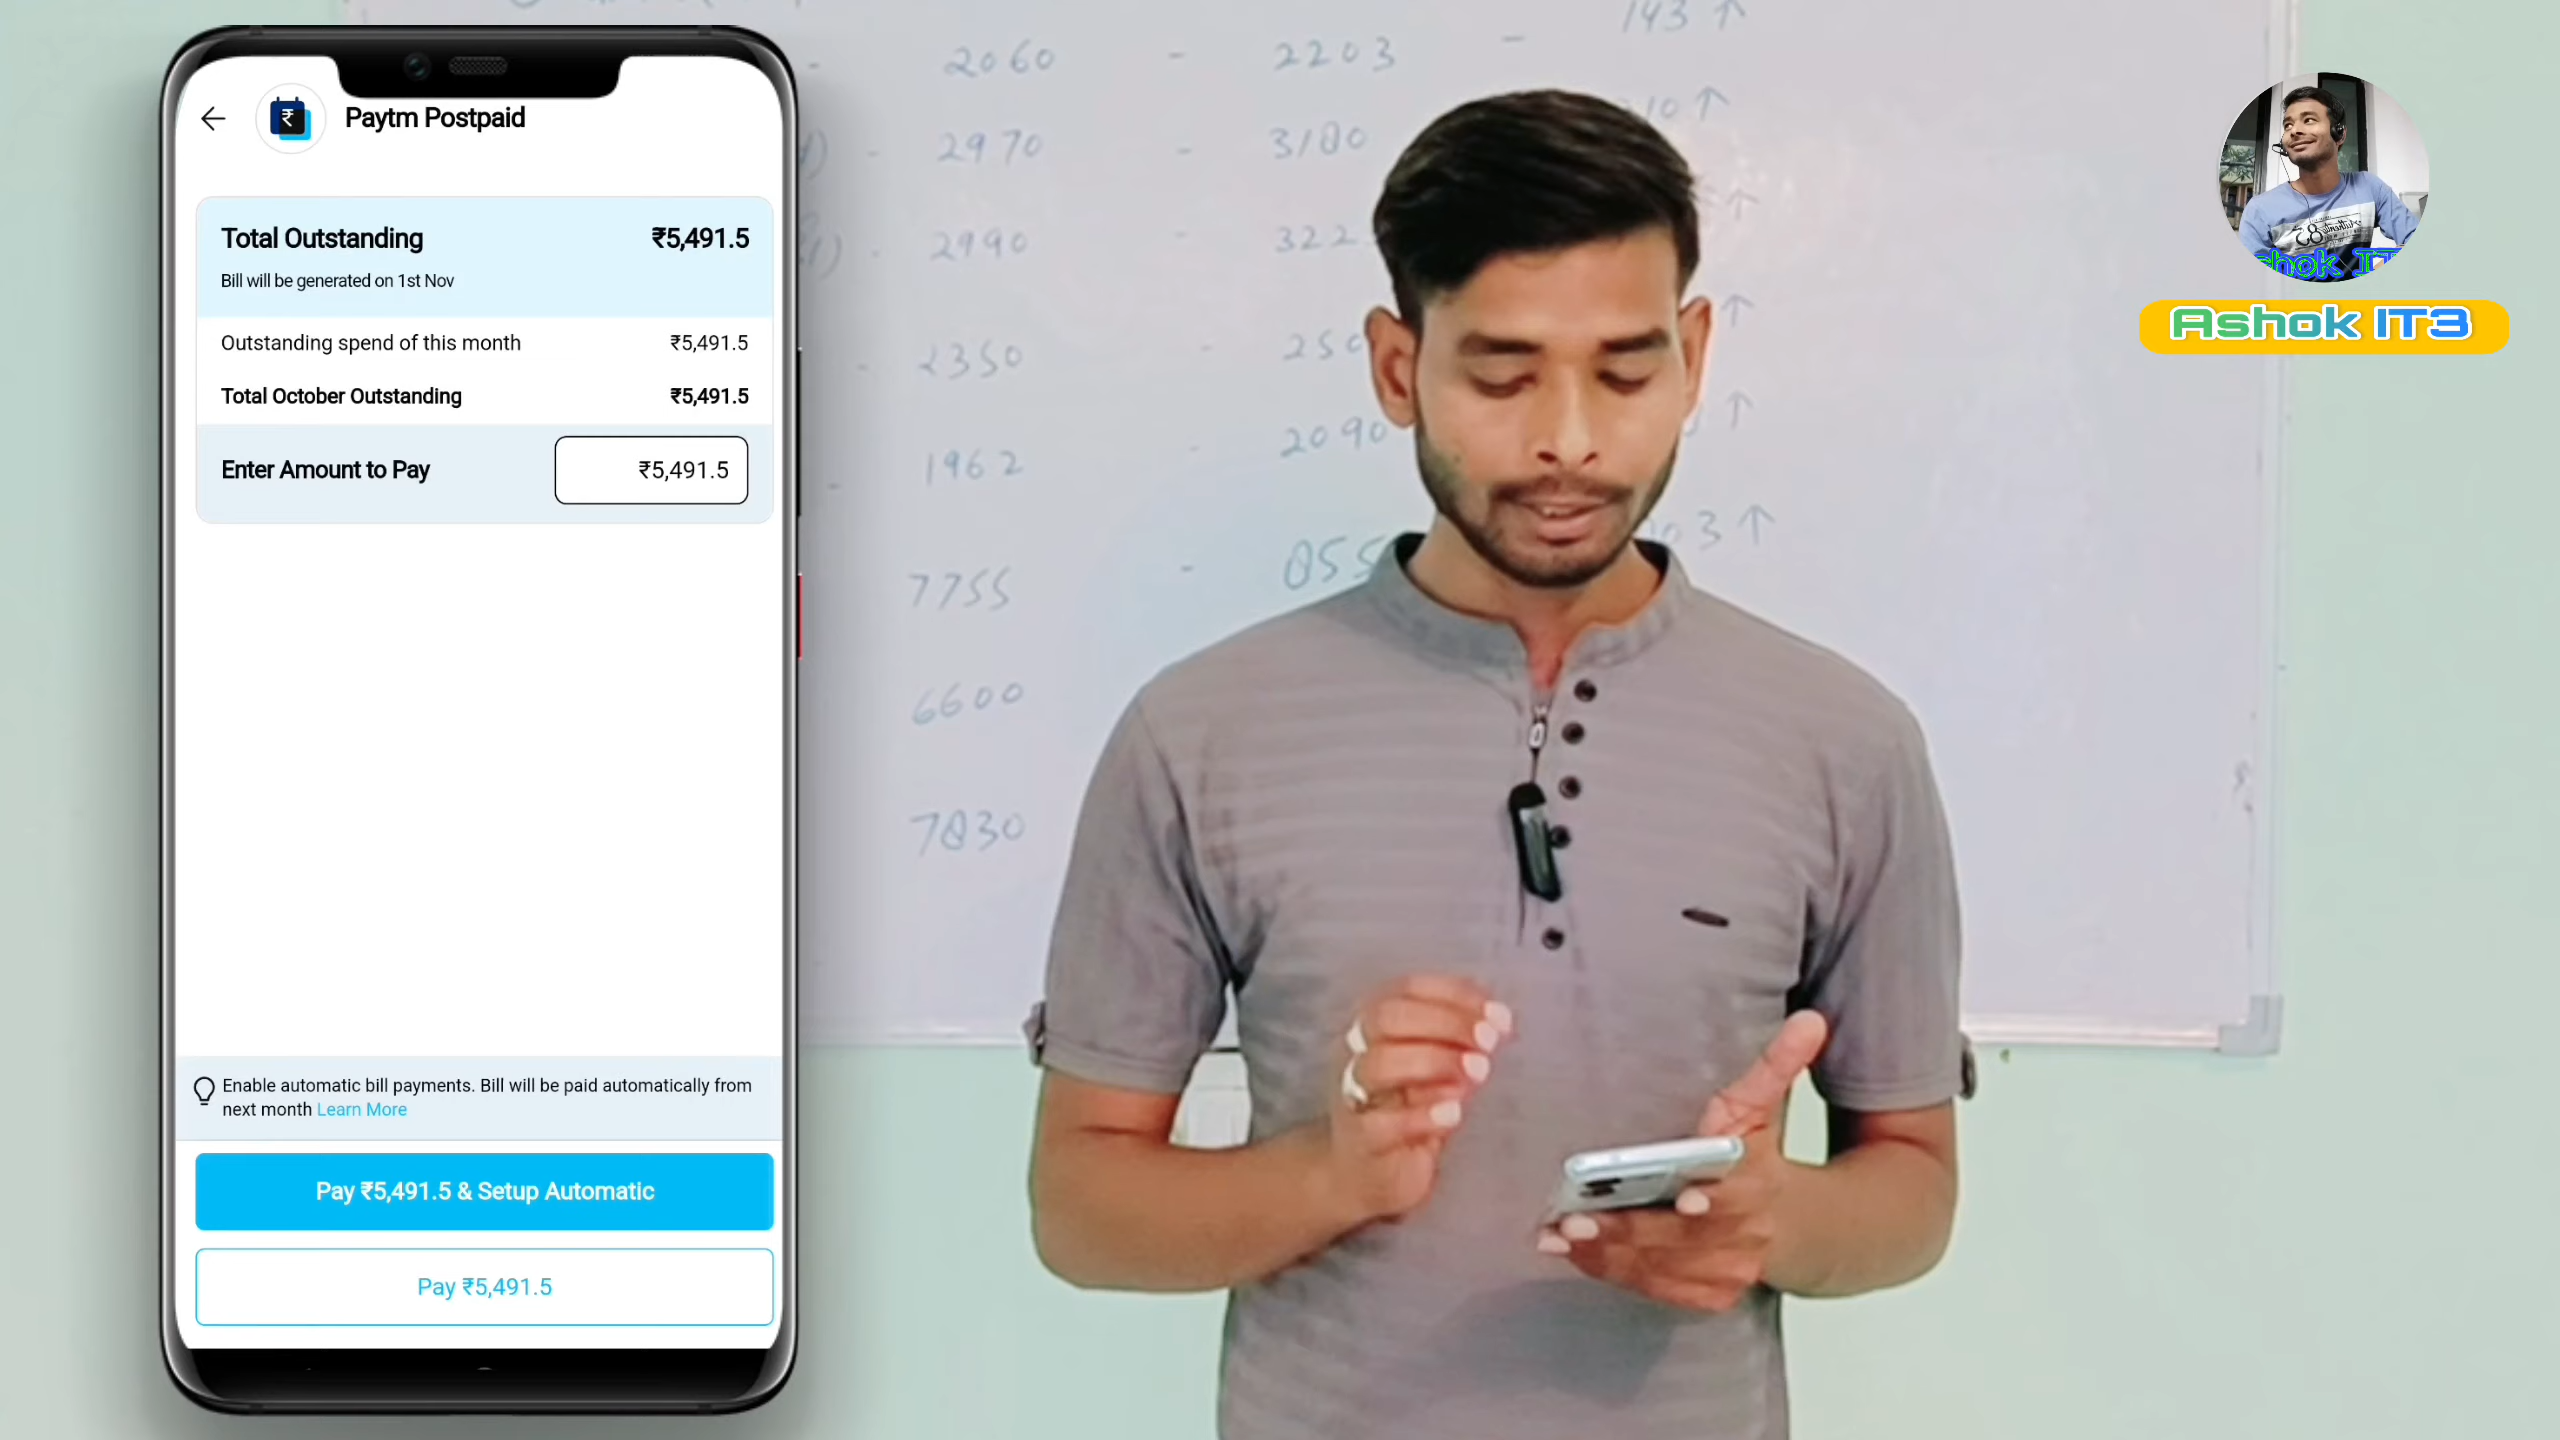 Paytm Postpaid
Total Outstanding ₹5,491.5
Bill will be generated on 1st Nov
Outstanding spend of this month ₹5,491.5
Total October Outstanding ₹5,491.5
Enter Amount to Pay ₹5,491.5
Enable automatic bill payments. Bill will be paid automatically from
next month Learn More
Pay ₹5,491.5 & Setup Automatic
Pay ₹5,491.5
2060 - 2203 - 143 ↑
- 2970 - 3180
- 2990 -
- 2350 -
- 1962 - 2090
7755 -
6600
7830
Ashok IT3